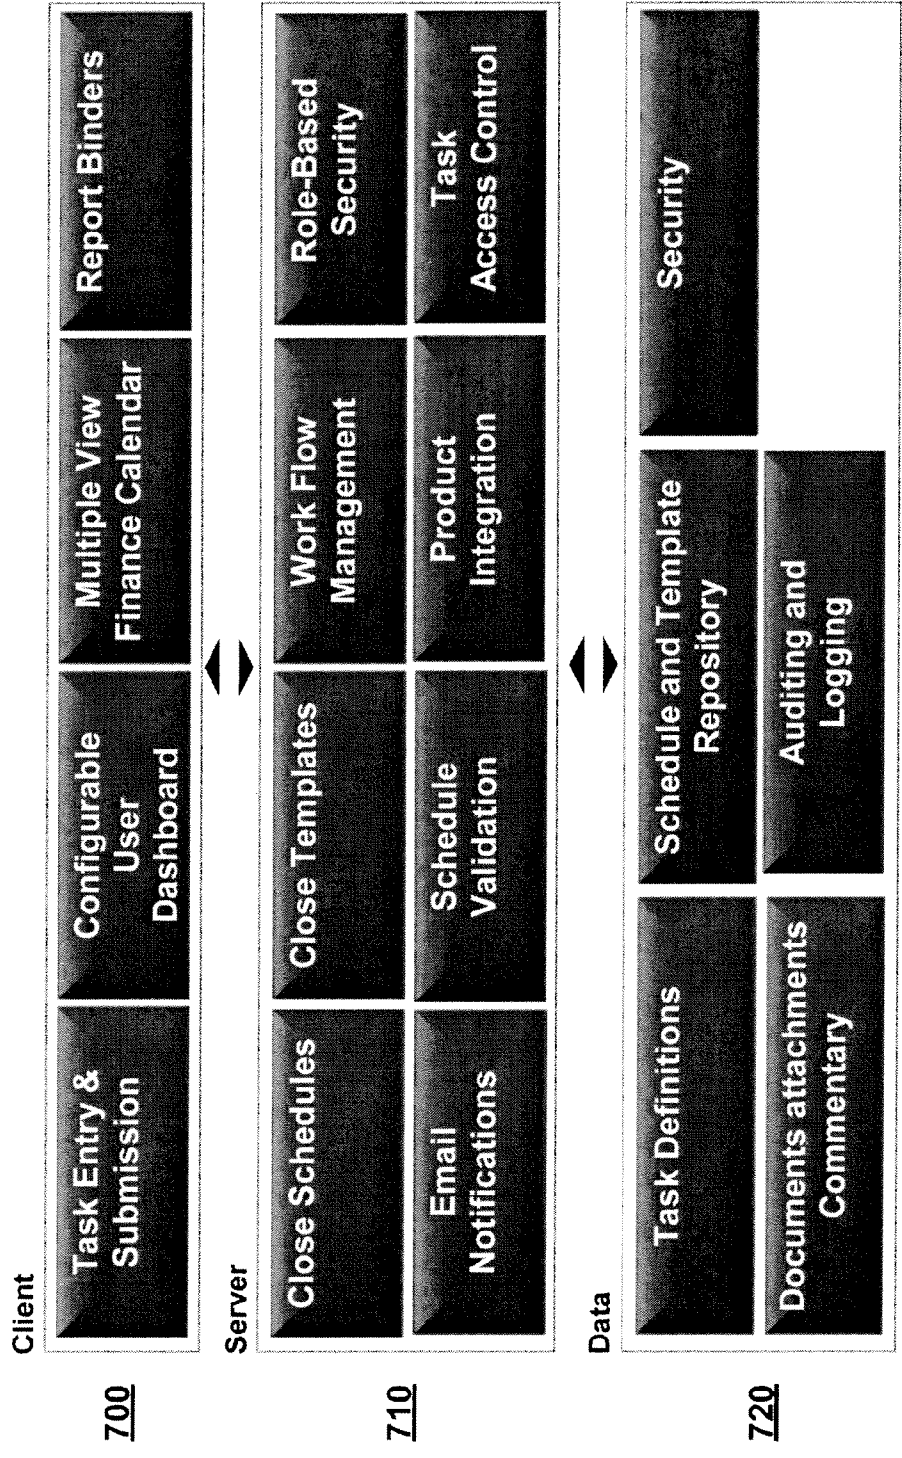 Client
700
Task Entry &
Submission
Configurable
User
Dashboard
Multiple View
Finance Calendar
Report Binders
Server
710
Close Schedules
Close Templates
Work Flow
Management
Role-Based
Security
Email
Notifications
Schedule
Validation
Product
Integration
Task
Access Control
Data
720
Task Definitions
Schedule and Template
Repository
Security
Documents attachments
Commentary
Auditing and
Logging